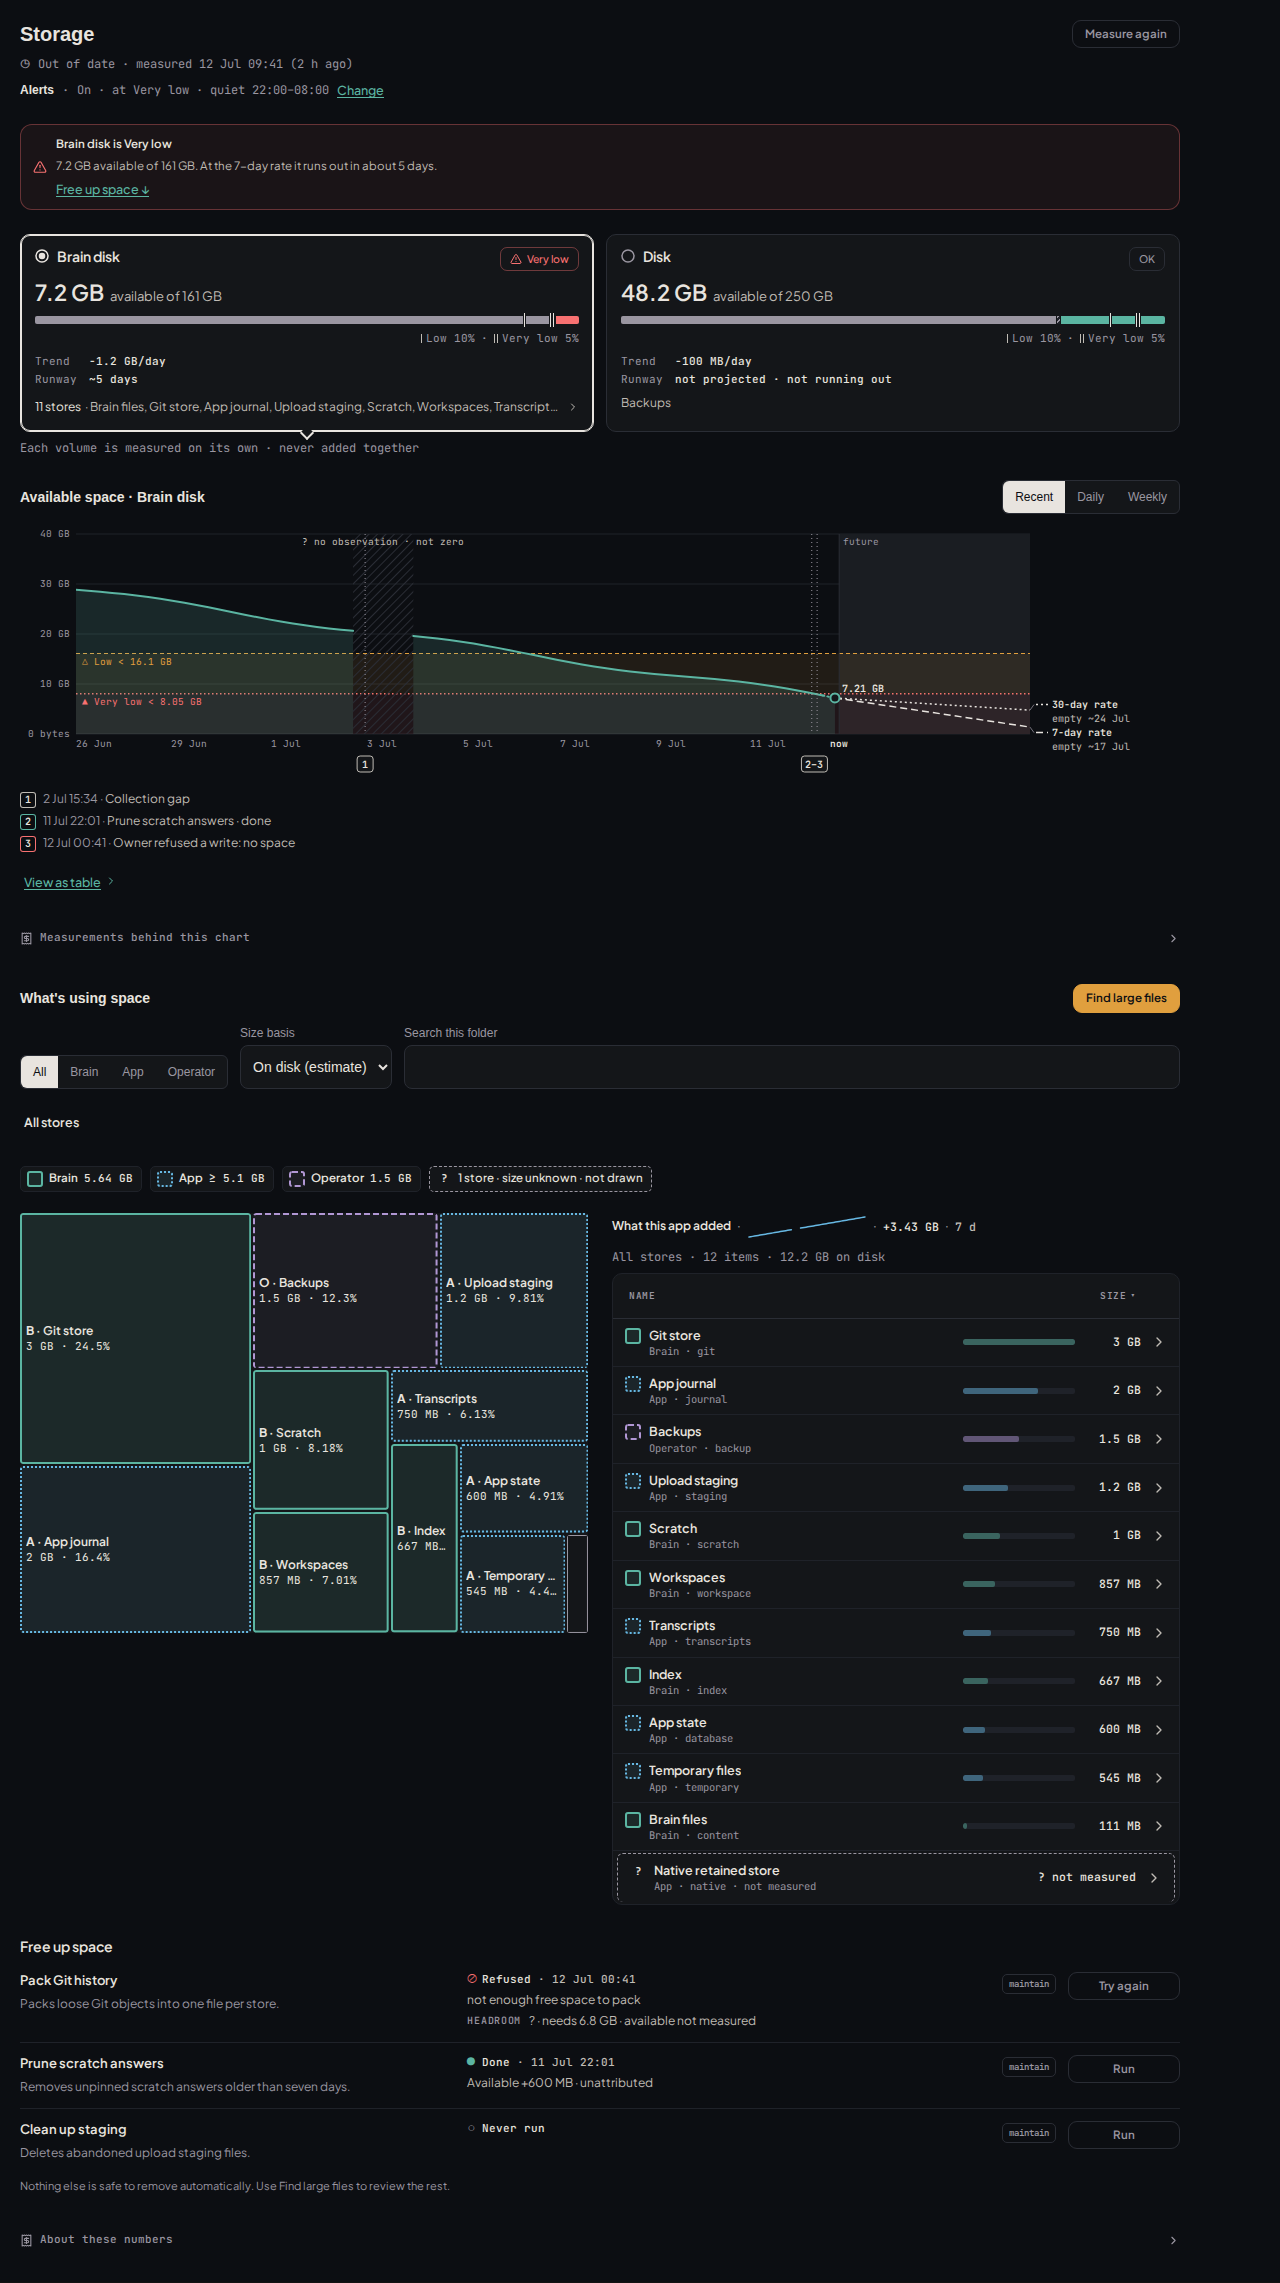 Storage
Measure again
Out of date · measured 12 Jul 09:41 (2 h ago)
Alerts · On · at Very low · quiet 22:00–08:00 Change
Brain disk is Very low
7.2 GB available of 161 GB. At the 7-day rate it runs out in about 5 days.
Free up space ↓
Brain disk
Very low
7.2 GB available of 161 GB
Low 10% · Very low 5%
Trend -1.2 GB/day
Runway ~5 days
11 stores · Brain files, Git store, App journal, Upload staging, Scratch, Workspaces, Transcript...
Disk
OK
48.2 GB available of 250 GB
Low 10% · Very low 5%
Trend -100 MB/day
Runway not projected · not running out
Backups
Each volume is measured on its own · never added together
Available space · Brain disk
Recent Daily Weekly
40 GB
30 GB
20 GB
10 GB
0 bytes
? no observation · not zero
future
△ Low < 16.1 GB
▲ Very low < 8.05 GB
7.21 GB
30-day rate
empty ~24 Jul
7-day rate
empty ~17 Jul
26 Jun 29 Jun 1 Jul 3 Jul 5 Jul 7 Jul 9 Jul 11 Jul now
1 2–3
1 2 Jul 15:34 · Collection gap
2 11 Jul 22:01 · Prune scratch answers · done
3 12 Jul 00:41 · Owner refused a write: no space
View as table
Measurements behind this chart
What's using space
Find large files
All Brain App Operator
Size basis
On disk (estimate)
Search this folder
All stores
Brain 5.64 GB
App ≥ 5.1 GB
Operator 1.5 GB
? 1 store · size unknown · not drawn
B · Git store
3 GB · 24.5%
O · Backups
1.5 GB · 12.3%
A · Upload staging
1.2 GB · 9.81%
A · Transcripts
750 MB · 6.13%
B · Scratch
1 GB · 8.18%
A · App state
600 MB · 4.91%
B · Index
667 MB…
A · App journal
2 GB · 16.4%
B · Workspaces
857 MB · 7.01%
A · Temporary …
545 MB · 4.4…
What this app added · · +3.43 GB · 7 d
All stores · 12 items · 12.2 GB on disk
NAME SIZE
Git store
Brain · git
3 GB
App journal
App · journal
2 GB
Backups
Operator · backup
1.5 GB
Upload staging
App · staging
1.2 GB
Scratch
Brain · scratch
1 GB
Workspaces
Brain · workspace
857 MB
Transcripts
App · transcripts
750 MB
Index
Brain · index
667 MB
App state
App · database
600 MB
Temporary files
App · temporary
545 MB
Brain files
Brain · content
111 MB
? Native retained store
App · native · not measured
? not measured
Free up space
Pack Git history
Packs loose Git objects into one file per store.
Refused · 12 Jul 00:41
not enough free space to pack
HEADROOM ? · needs 6.8 GB · available not measured
maintain
Try again
Prune scratch answers
Removes unpinned scratch answers older than seven days.
Done · 11 Jul 22:01
Available +600 MB · unattributed
maintain
Run
Clean up staging
Deletes abandoned upload staging files.
Never run
maintain
Run
Nothing else is safe to remove automatically. Use Find large files to review the rest.
About these numbers